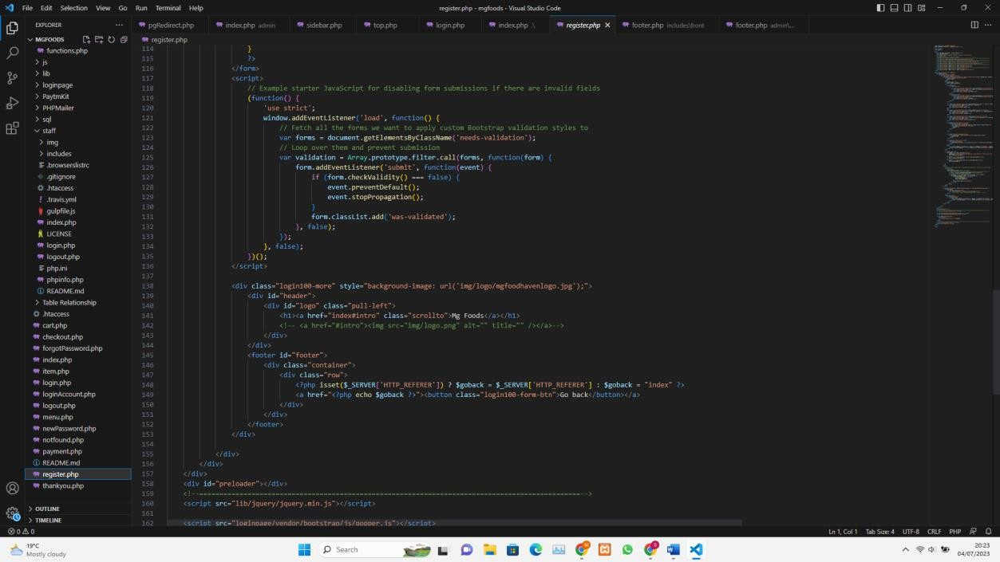 File Edit Selection View Go Run Terminal Help
register.php - mgfoods - Visual Studio Code
EXPLORER
MGFOODS
functions.php
js
lib
loginpage
PaytmKit
PHPMailer
sql
staff
img
includes
.browserslistrc
.gitignore
.htaccess
.travis.yml
gulpfile.js
index.php
LICENSE
login.php
logout.php
php.ini
phpinfo.php
README.md
Table Relationship
.htaccess
cart.php
checkout.php
forgotPassword.php
index.php
item.php
login.php
loginAccount.php
logout.php
menu.php
newPassword.php
notfound.php
payment.php
README.md
register.php
thankyou.php
OUTLINE
TIMELINE
pgRedirect.php index.php admin sidebar.php top.php login.php index.php .\ register.php footer.php includes\front footer.php admin\...
register.php
114 }
115 ?>
116 </form>
117 <script>
118 // Example starter JavaScript for disabling form submissions if there are invalid fields
119 (function() {
120 'use strict';
121 window.addEventListener('load', function() {
122 // Fetch all the forms we want to apply custom Bootstrap validation styles to
123 var forms = document.getElementsByClassName('needs-validation');
124 // Loop over them and prevent submission
125 var validation = Array.prototype.filter.call(forms, function(form) {
126 form.addEventListener('submit', function(event) {
127 if (form.checkValidity() === false) {
128 event.preventDefault();
129 event.stopPropagation();
130 }
131 form.classList.add('was-validated');
132 }, false);
133 });
134 }, false);
135 })();
136 </script>
137
138 <div class="login100-more" style="background-image: url('img/logo/mgfoodhavenlogo.jpg');">
139 <div id="header">
140 <div id="logo" class="pull-left">
141 <h1><a href="index#intro" class="scrollto">Mg Foods</a></h1>
142 <!-- <a href="#intro"><img src="img/logo.png" alt="" title="" /></a>-->
143 </div>
144 </div>
145 <footer id="footer">
146 <div class="container">
147 <div class="row">
148 <?php isset($_SERVER['HTTP_REFERER']) ? $goback = $_SERVER['HTTP_REFERER'] : $goback = "index" ?>
149 <a href="<?php echo $goback ?>"><button class="login100-form-btn">Go back</button></a>
150 </div>
151 </div>
152 </footer>
153 </div>
154
155 </div>
156 </div>
157 </div>
158 <div id="preloader"></div>
159 <!--===============================================================================================-->
160 <script src="lib/jquery/jquery.min.js"></script>
161
162 <script src="loginpage/vendor/bootstrap/js/popper.js"></script>
0 0 Ln 1, Col 1 Tab Size: 4 UTF-8 CRLF PHP
19°C
Mostly cloudy
Search
20:23
04/07/2023